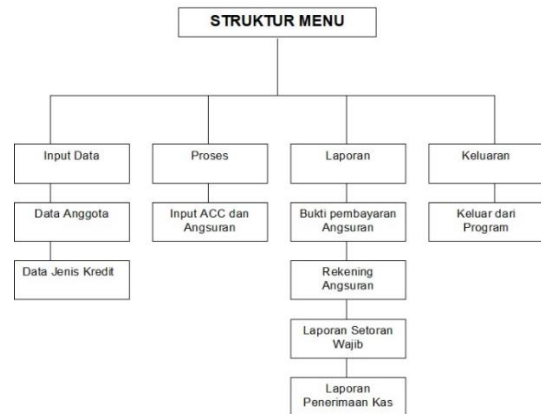 STRUKTUR MENU
Input Data
Proses
Laporan
Keluaran
Data Anggota
Input ACC dan
Angsuran
Bukti pembayaran
Angsuran
Keluar dari
Program
Data Jenis Kredit
Rekening
Angsuran
Laporan Setoran
Wajib
Laporan
Penerimaan Kas